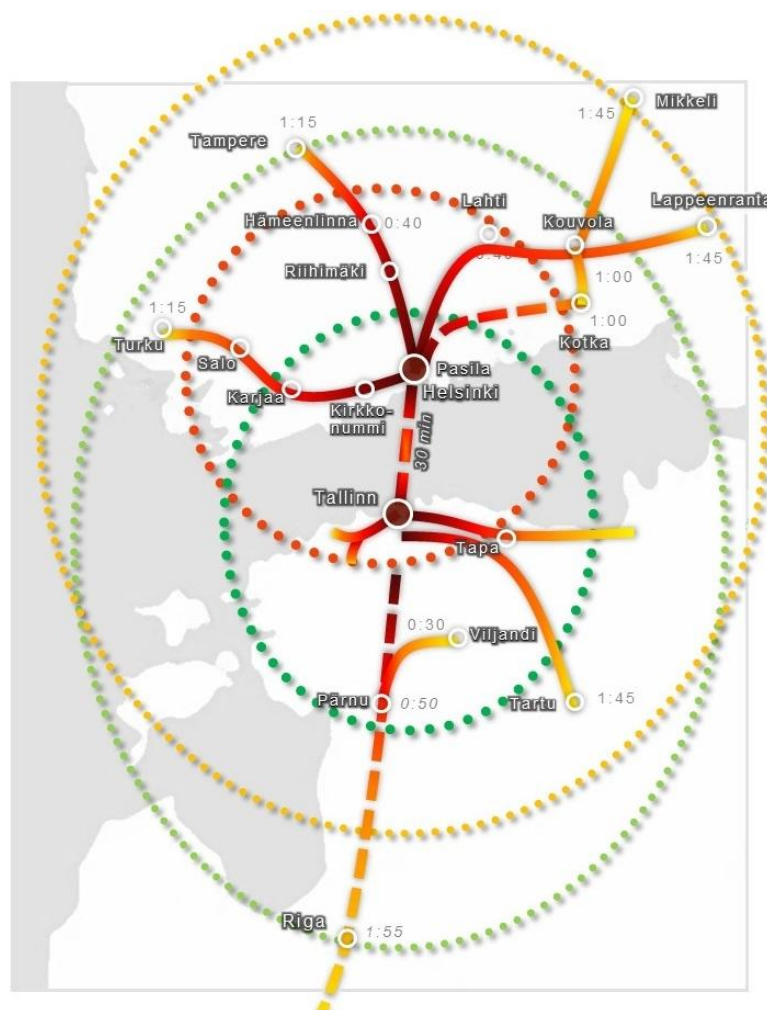 1:45
Mikkeli
1:15
Tampere
Lahti
Lappeenranta
Hämeenlinna
0:40
Kouvola
0:40
1:45
Riihimäki
1:00
1:15
1:00
Turku
Kotka
Salo
Pasila
Karjaa
Helsinki
Kirkko-
nummi
30 min
Tallinn
Tapa
0:30
Viljandi
Pärnu
0:50
Tartu
1:45
Riga
1:55